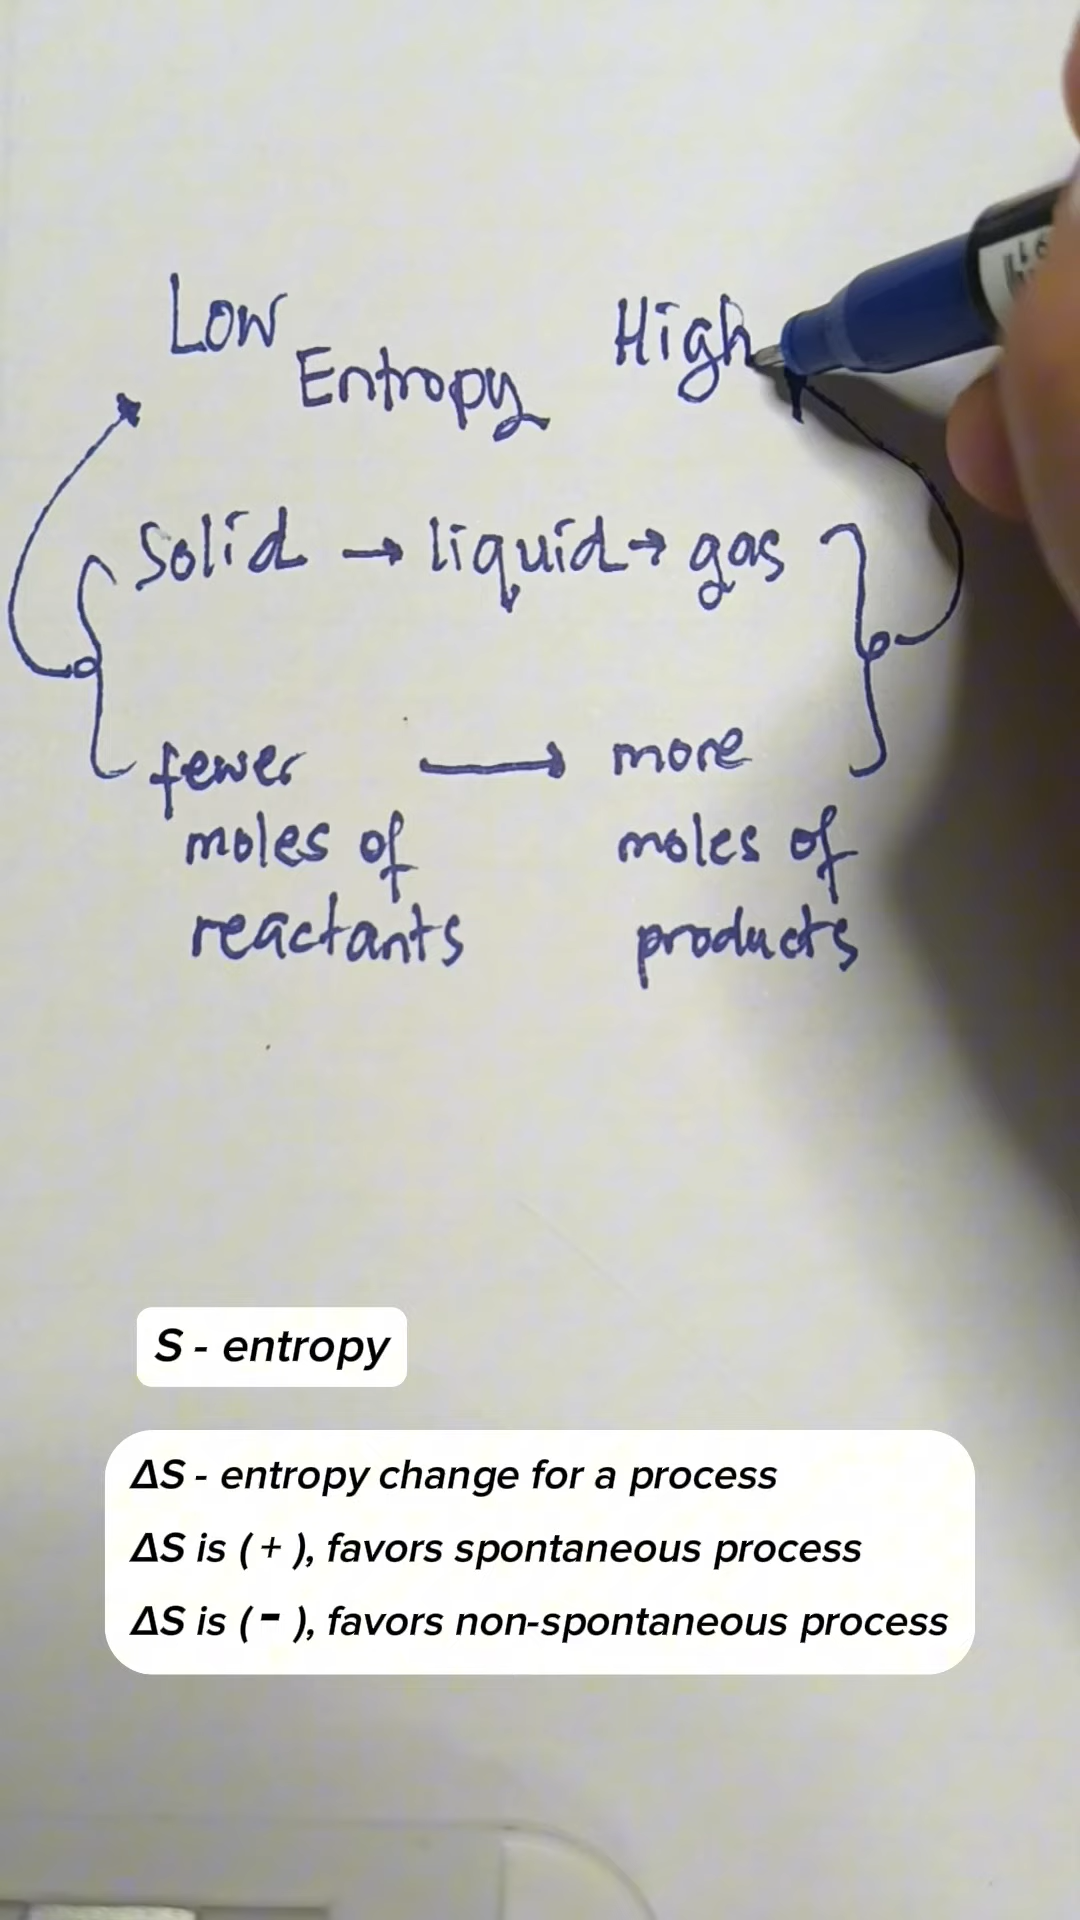 Low
High
Entropy
Solid → liquid → gas
fewer → more
moles of
moles of
reactants
products
S - entropy
ΔS - entropy change for a process
ΔS is ( + ), favors spontaneous process
ΔS is ( - ), favors non-spontaneous process